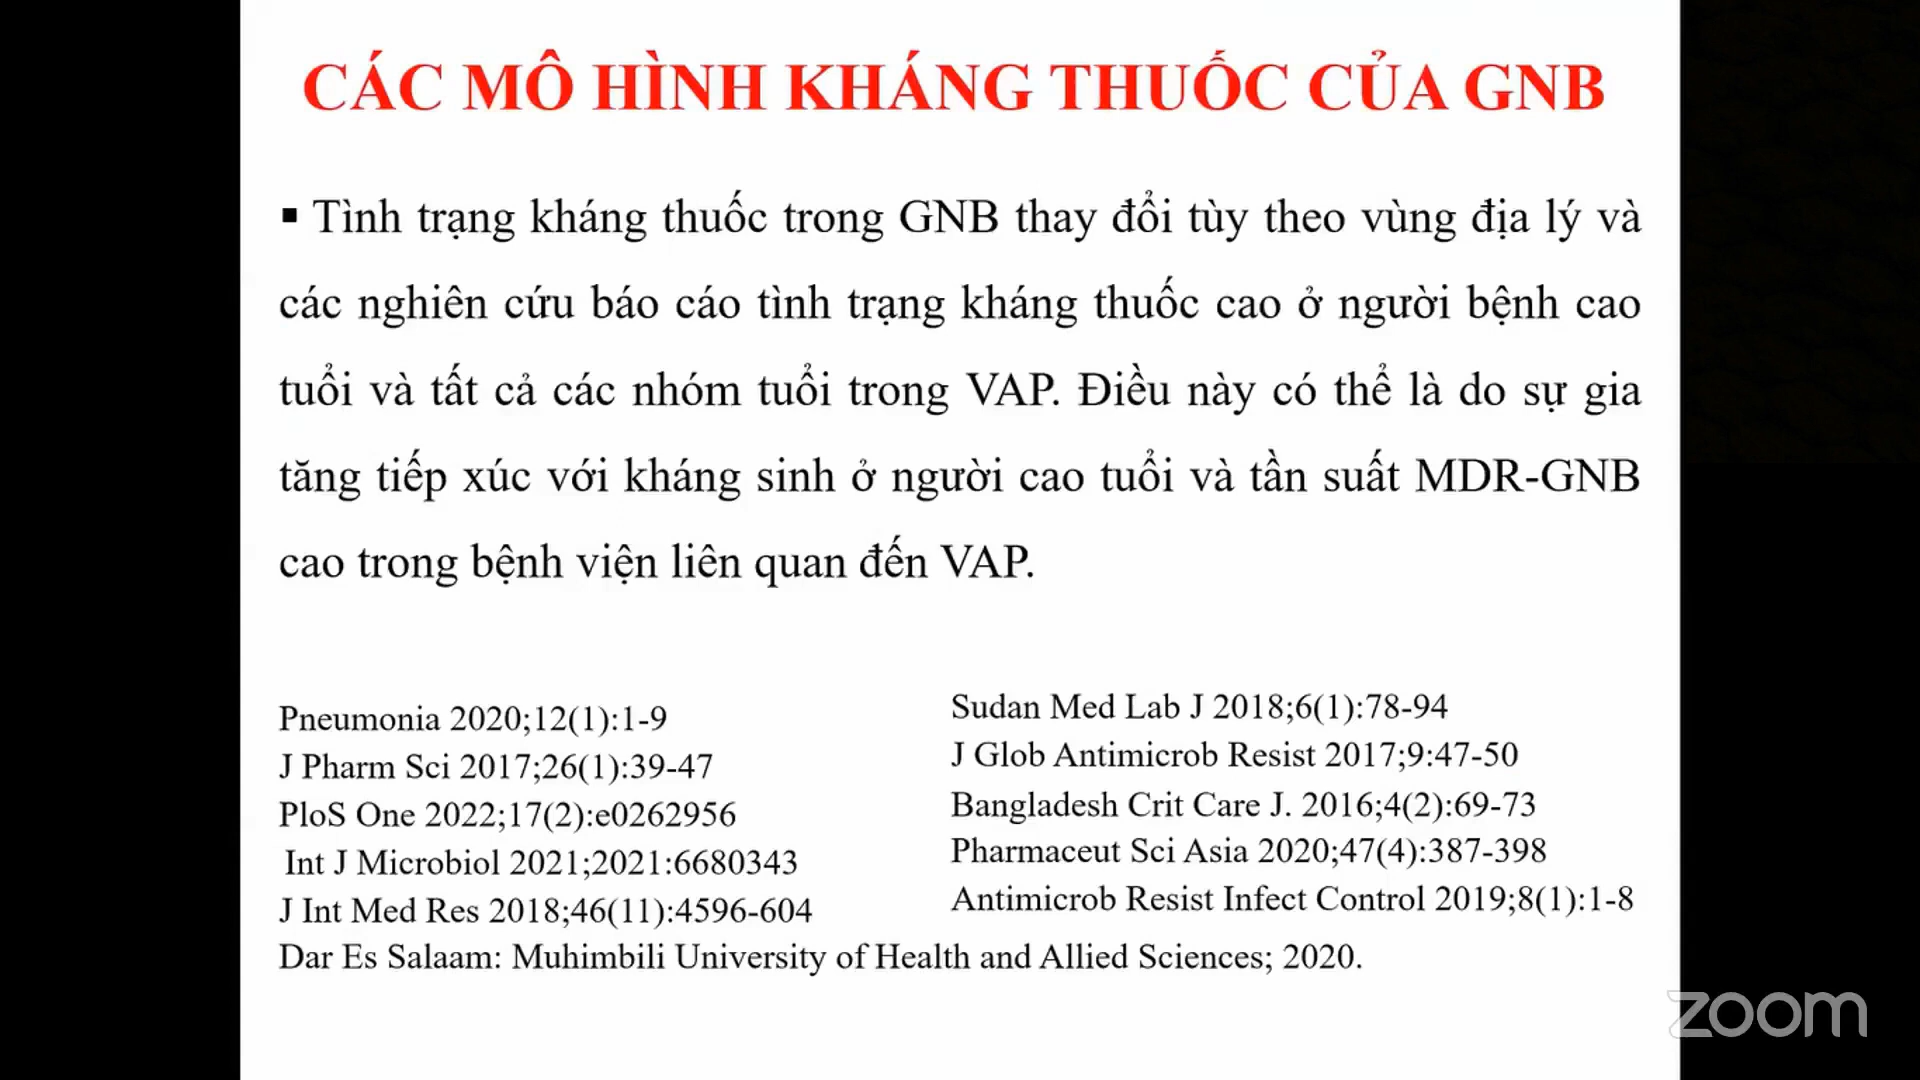 CÁC MÔ HÌNH KHÁNG THUỐC CỦA GNB
▪ Tình trạng kháng thuốc trong GNB thay đổi tùy theo vùng địa lý và
các nghiên cứu báo cáo tình trạng kháng thuốc cao ở người bệnh cao
tuổi và tất cả các nhóm tuổi trong VAP. Điều này có thể là do sự gia
tăng tiếp xúc với kháng sinh ở người cao tuổi và tần suất MDR-GNB
cao trong bệnh viện liên quan đến VAP.
Pneumonia 2020;12(1):1-9
J Pharm Sci 2017;26(1):39-47
PloS One 2022;17(2):e0262956
Int J Microbiol 2021;2021:6680343
J Int Med Res 2018;46(11):4596-604
Dar Es Salaam: Muhimbili University of Health and Allied Sciences; 2020.
Sudan Med Lab J 2018;6(1):78-94
J Glob Antimicrob Resist 2017;9:47-50
Bangladesh Crit Care J. 2016;4(2):69-73
Pharmaceut Sci Asia 2020;47(4):387-398
Antimicrob Resist Infect Control 2019;8(1):1-8
zoom